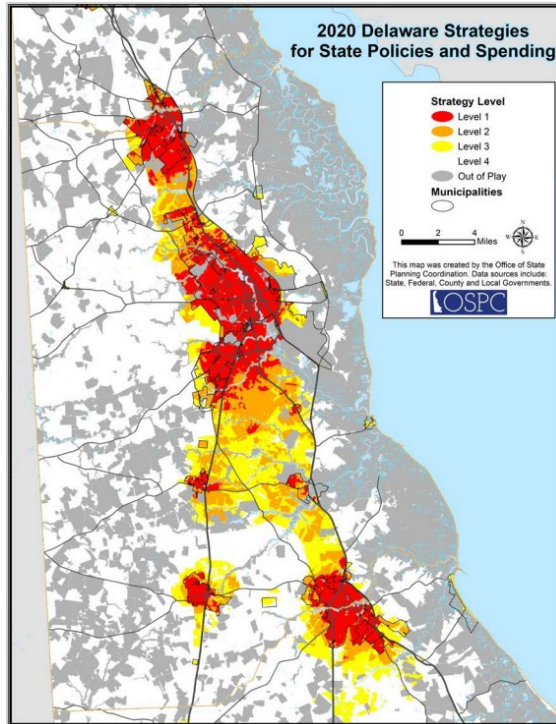 2020 Delaware Strategies
for State Policies and Spending
Strategy Level
Level 1
Level 2
Level 3
Level 4
Out of Play
Municipalities
N
W E
S
0 2 4
Miles
This map was created by the Office of State
Planning Coordination. Data sources include:
State, Federal, County and Local Governments.
OSPC